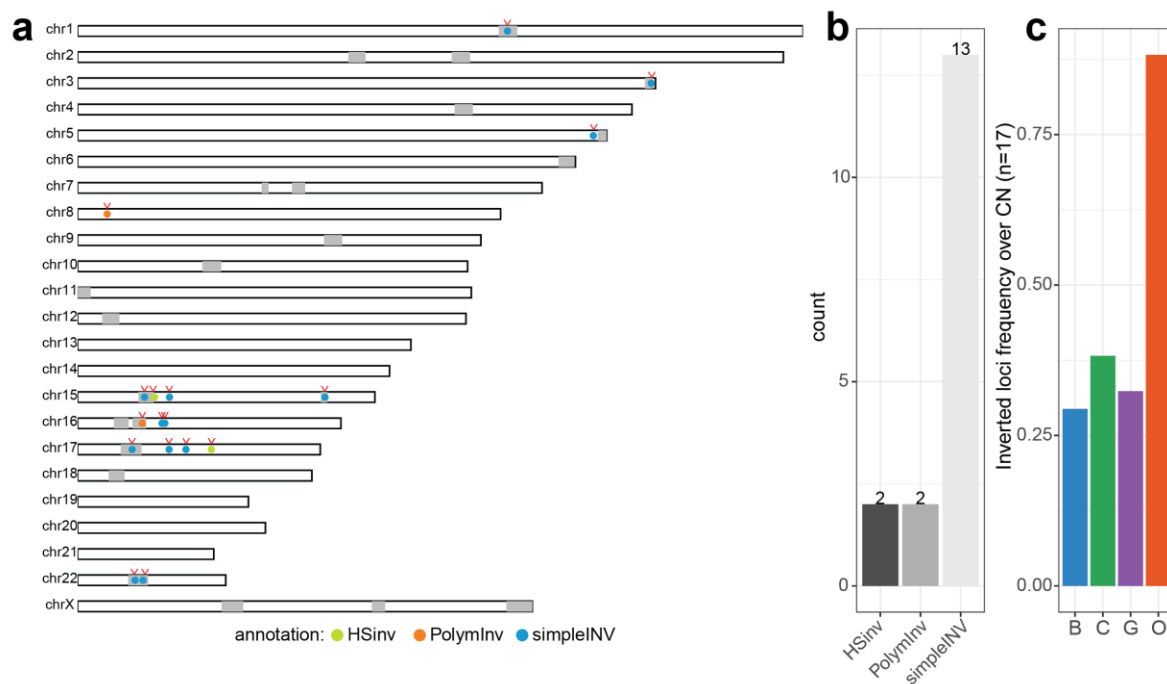 a
chr1
chr2
chr3
chr4
chr5
chr6
chr7
chr8
chr9
chr10
chr11
chr12
chr13
chr14
chr15
chr16
chr17
chr18
chr19
chr20
chr21
chr22
chrX
annotation: HSinv PolymInv simpleINV
b
count
10
5
0
2
2
13
HSinv
PolymInv
simpleINV
c
Inverted loci frequency over CN (n=17)
0.75
0.50
0.25
0.00
B C G O